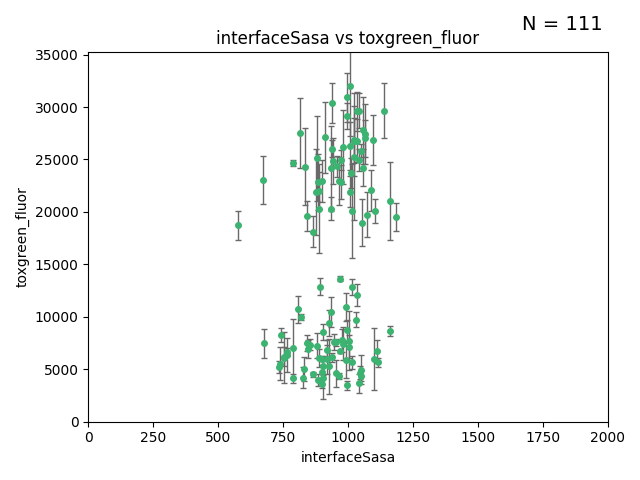 N = 111
interfaceSasa vs toxgreen_fluor
35000
30000
25000
20000
15000
10000
5000
0
toxgreen_fluor
0 250 500 750 1000 1250 1500 1750 2000
interfaceSasa